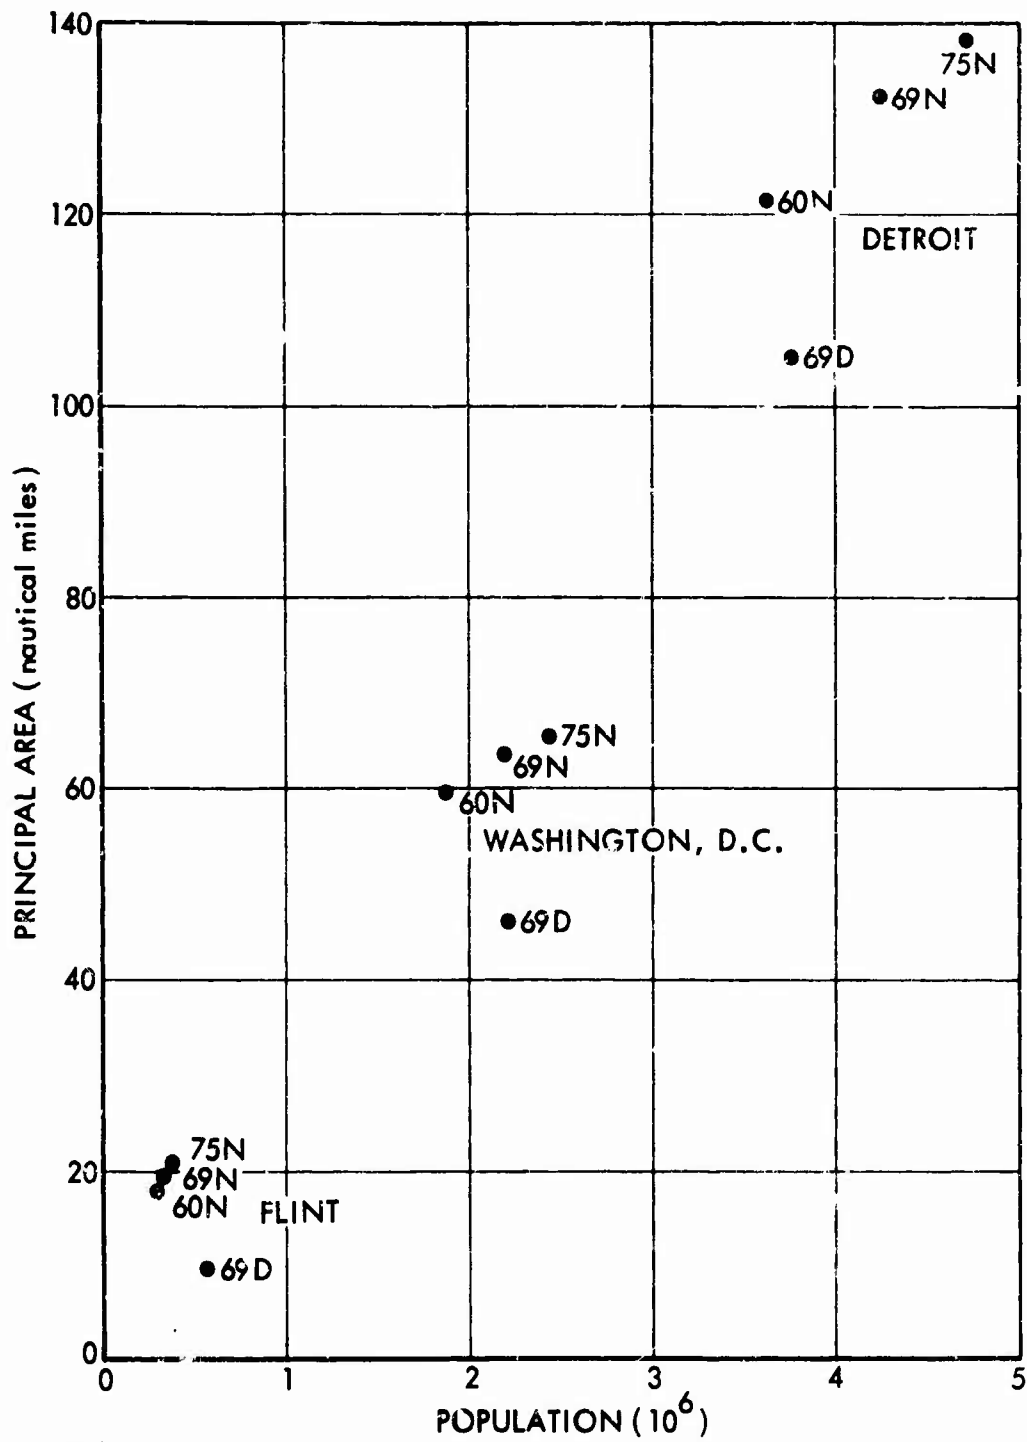 140
75N
69N
120
60N
DETROIT
69D
100
PRINCIPAL AREA (nautical miles)
80
75N
69N
60
60N
WASHINGTON, D.C.
69D
40
75N
20
69N
60N FLINT
69D
0
0 1 2 3 4 5
POPULATION (10⁶)